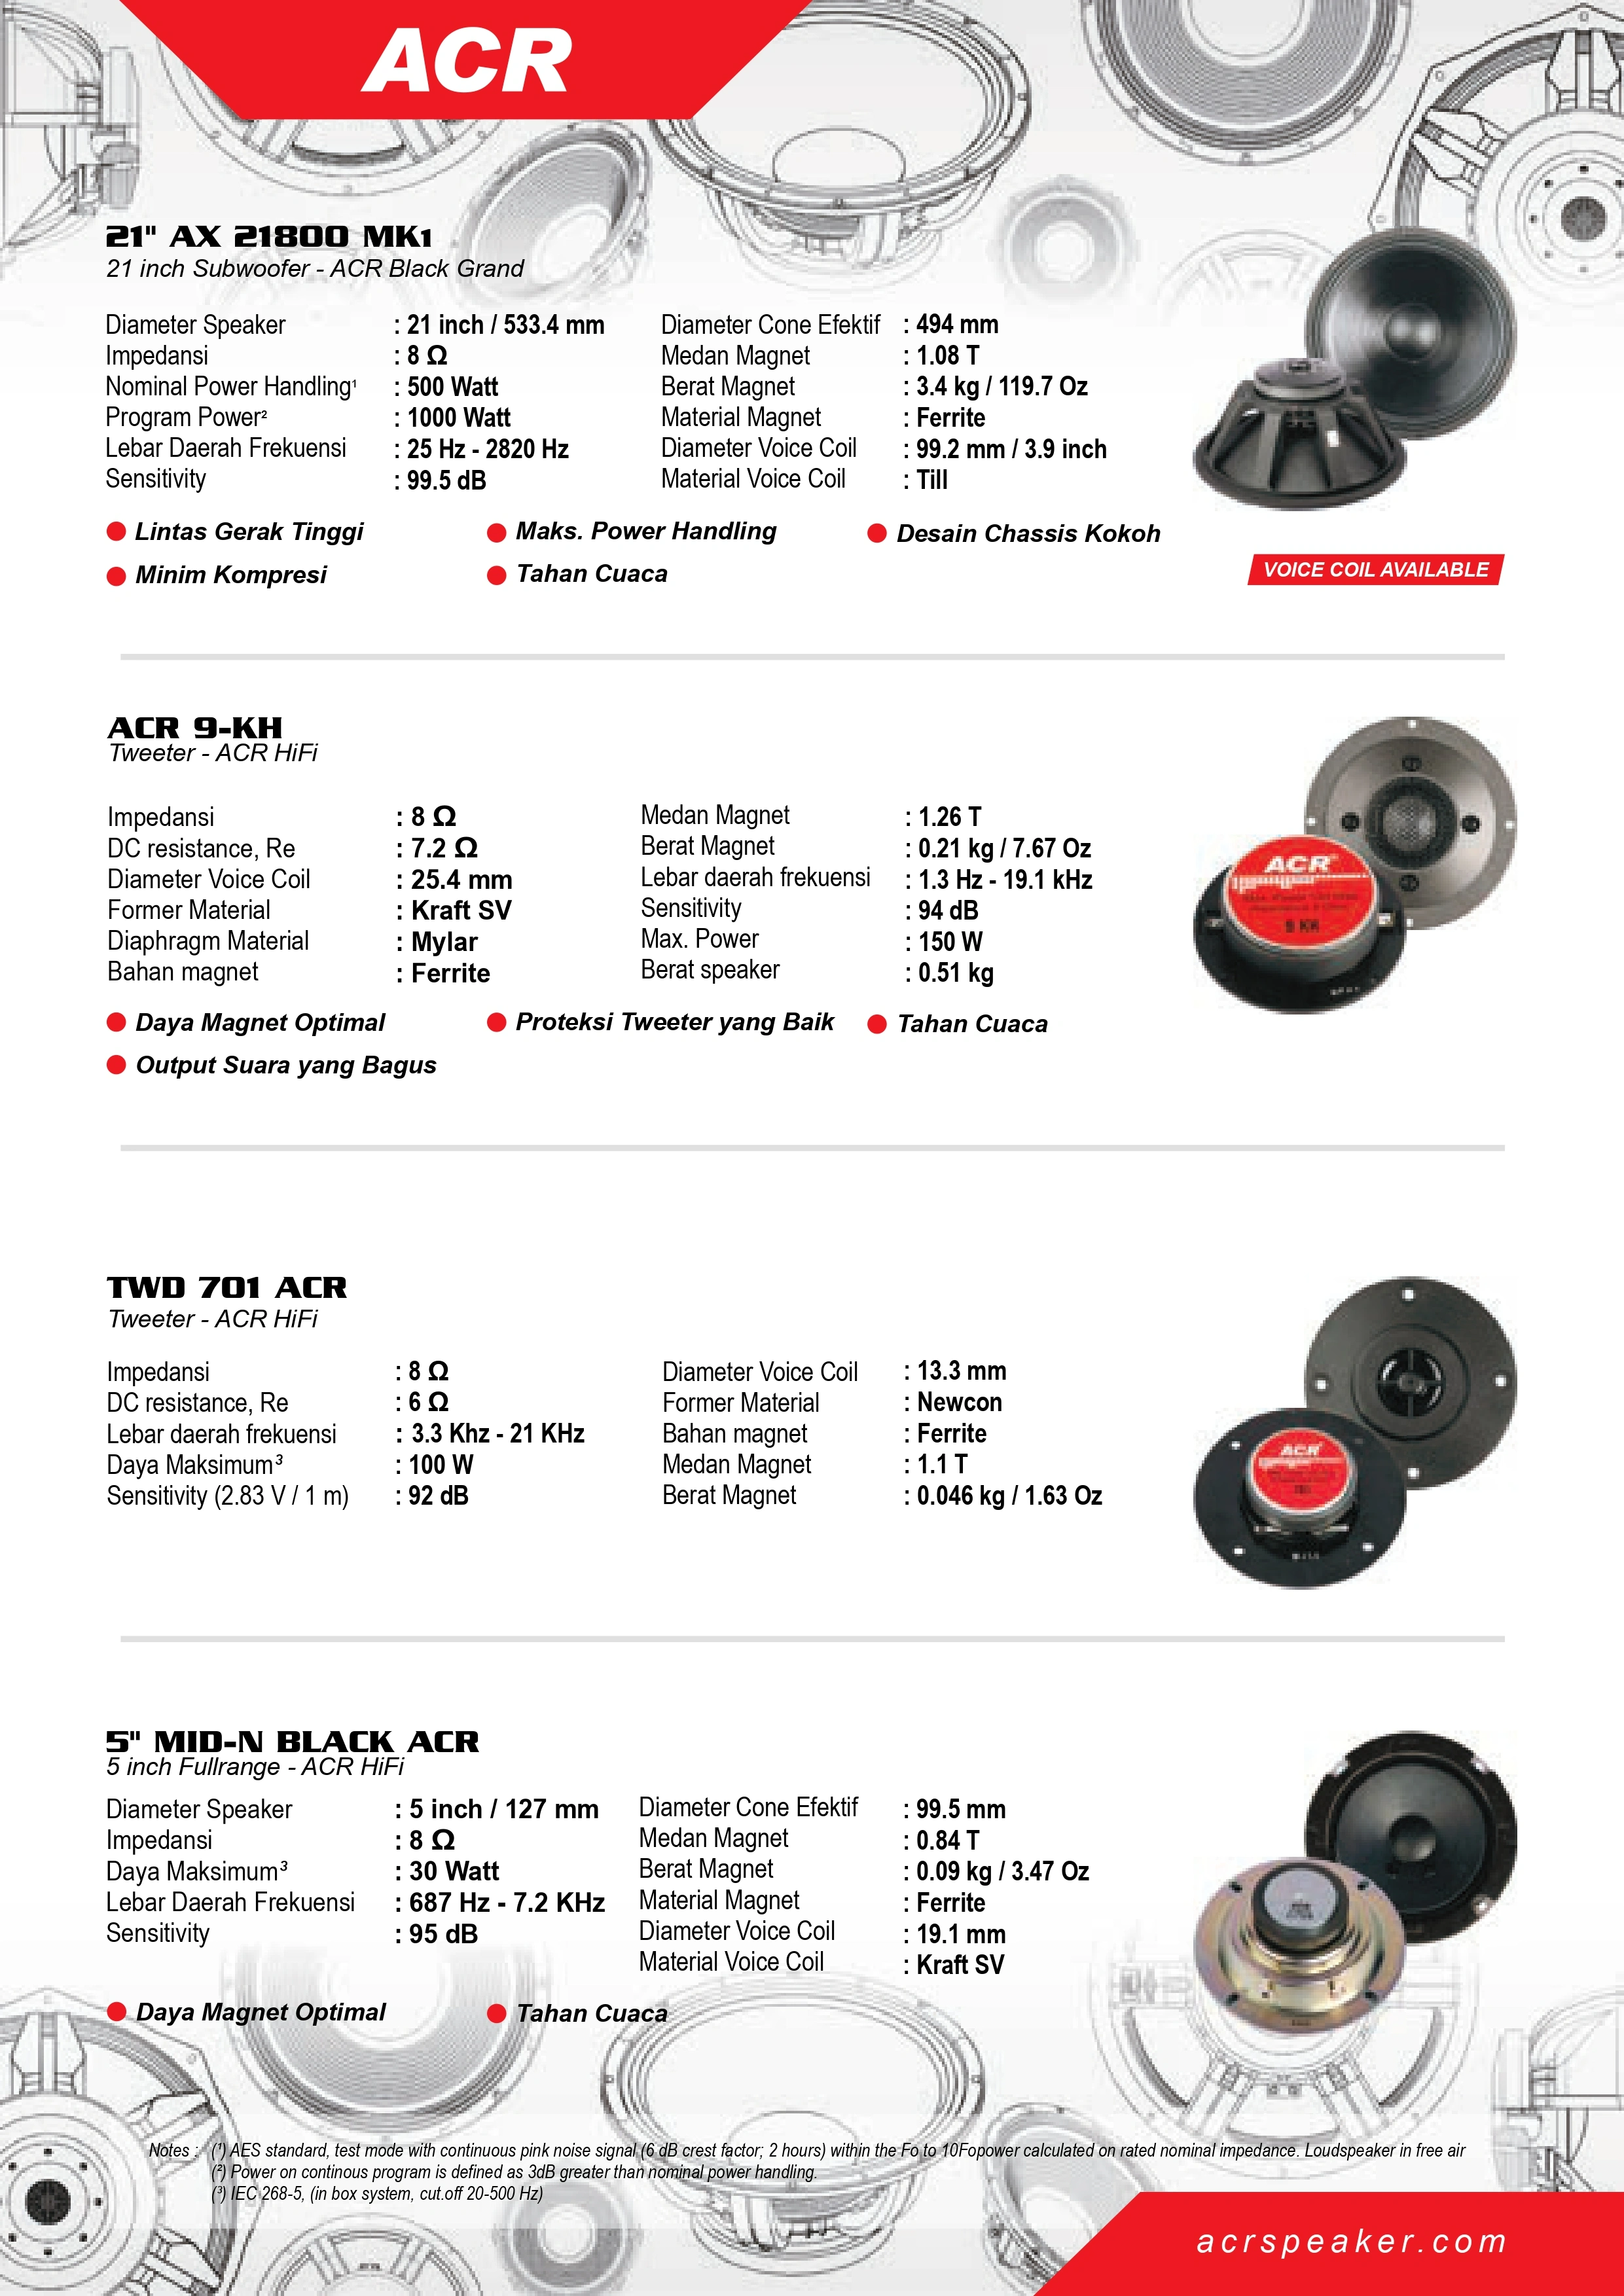 ACR
21" AX 21800 MK1
21 inch Subwoofer - ACR Black Grand
Diameter Speaker : 21 inch / 533.4 mm
Impedansi : 8 Ω
Nominal Power Handling¹ : 500 Watt
Program Power² : 1000 Watt
Lebar Daerah Frekuensi : 25 Hz - 2820 Hz
Sensitivity : 99.5 dB
Diameter Cone Efektif : 494 mm
Medan Magnet : 1.08 T
Berat Magnet : 3.4 kg / 119.7 Oz
Material Magnet : Ferrite
Diameter Voice Coil : 99.2 mm / 3.9 inch
Material Voice Coil : Till
Lintas Gerak Tinggi
Maks. Power Handling
Desain Chassis Kokoh
Minim Kompresi
Tahan Cuaca
VOICE COIL AVAILABLE
ACR 9-KH
Tweeter - ACR HiFi
Impedansi : 8 Ω
DC resistance, Re : 7.2 Ω
Diameter Voice Coil : 25.4 mm
Former Material : Kraft SV
Diaphragm Material : Mylar
Bahan magnet : Ferrite
Medan Magnet : 1.26 T
Berat Magnet : 0.21 kg / 7.67 Oz
Lebar daerah frekuensi : 1.3 Hz - 19.1 kHz
Sensitivity : 94 dB
Max. Power : 150 W
Berat speaker : 0.51 kg
ACR
9 KH
Daya Magnet Optimal
Proteksi Tweeter yang Baik
Tahan Cuaca
Output Suara yang Bagus
TWD 701 ACR
Tweeter - ACR HiFi
Impedansi : 8 Ω
DC resistance, Re : 6 Ω
Lebar daerah frekuensi : 3.3 Khz - 21 KHz
Daya Maksimum³ : 100 W
Sensitivity (2.83 V / 1 m) : 92 dB
Diameter Voice Coil : 13.3 mm
Former Material : Newcon
Bahan magnet : Ferrite
Medan Magnet : 1.1 T
Berat Magnet : 0.046 kg / 1.63 Oz
ACR
5" MID-N BLACK ACR
5 inch Fullrange - ACR HiFi
Diameter Speaker : 5 inch / 127 mm
Impedansi : 8 Ω
Daya Maksimum³ : 30 Watt
Lebar Daerah Frekuensi : 687 Hz - 7.2 KHz
Sensitivity : 95 dB
Diameter Cone Efektif : 99.5 mm
Medan Magnet : 0.84 T
Berat Magnet : 0.09 kg / 3.47 Oz
Material Magnet : Ferrite
Diameter Voice Coil : 19.1 mm
Material Voice Coil : Kraft SV
Daya Magnet Optimal
Tahan Cuaca
Notes : (¹) AES standard, test mode with continuous pink noise signal (6 dB crest factor; 2 hours) within the Fo to 10Fopower calculated on rated nominal impedance. Loudspeaker in free air
(²) Power on continous program is defined as 3dB greater than nominal power handling.
(³) IEC 268-5, (in box system, cut.off 20-500 Hz)
acrspeaker.com